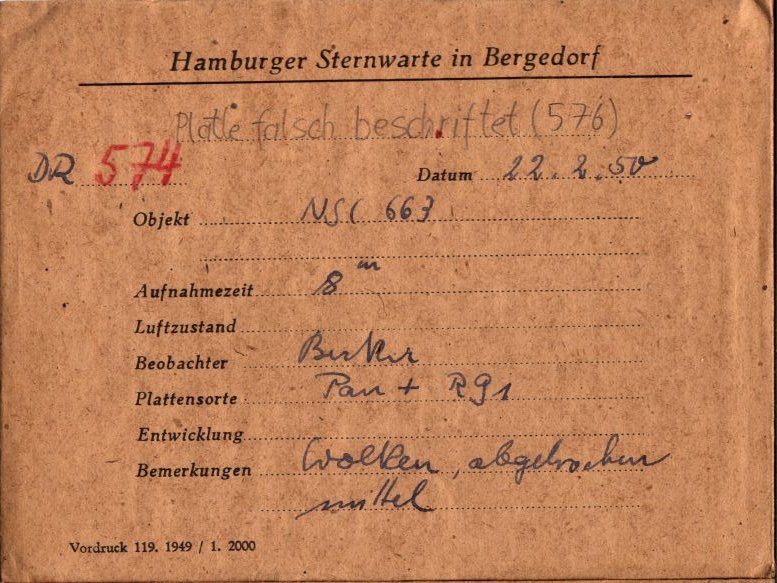 Hamburger Sternwarte in Bergedorf
Platte falsch beschriftet (576)
DR 574 Datum 22.2.50
Objekt NGC 663
Aufnahmezeit 8 m
Luftzustand
Beobachter Becker
Plattensorte Pan + RG1
Entwicklung
Bemerkungen Wolken, abgebrochen
mittel
Vordruck 119. 1949 / 1. 2000